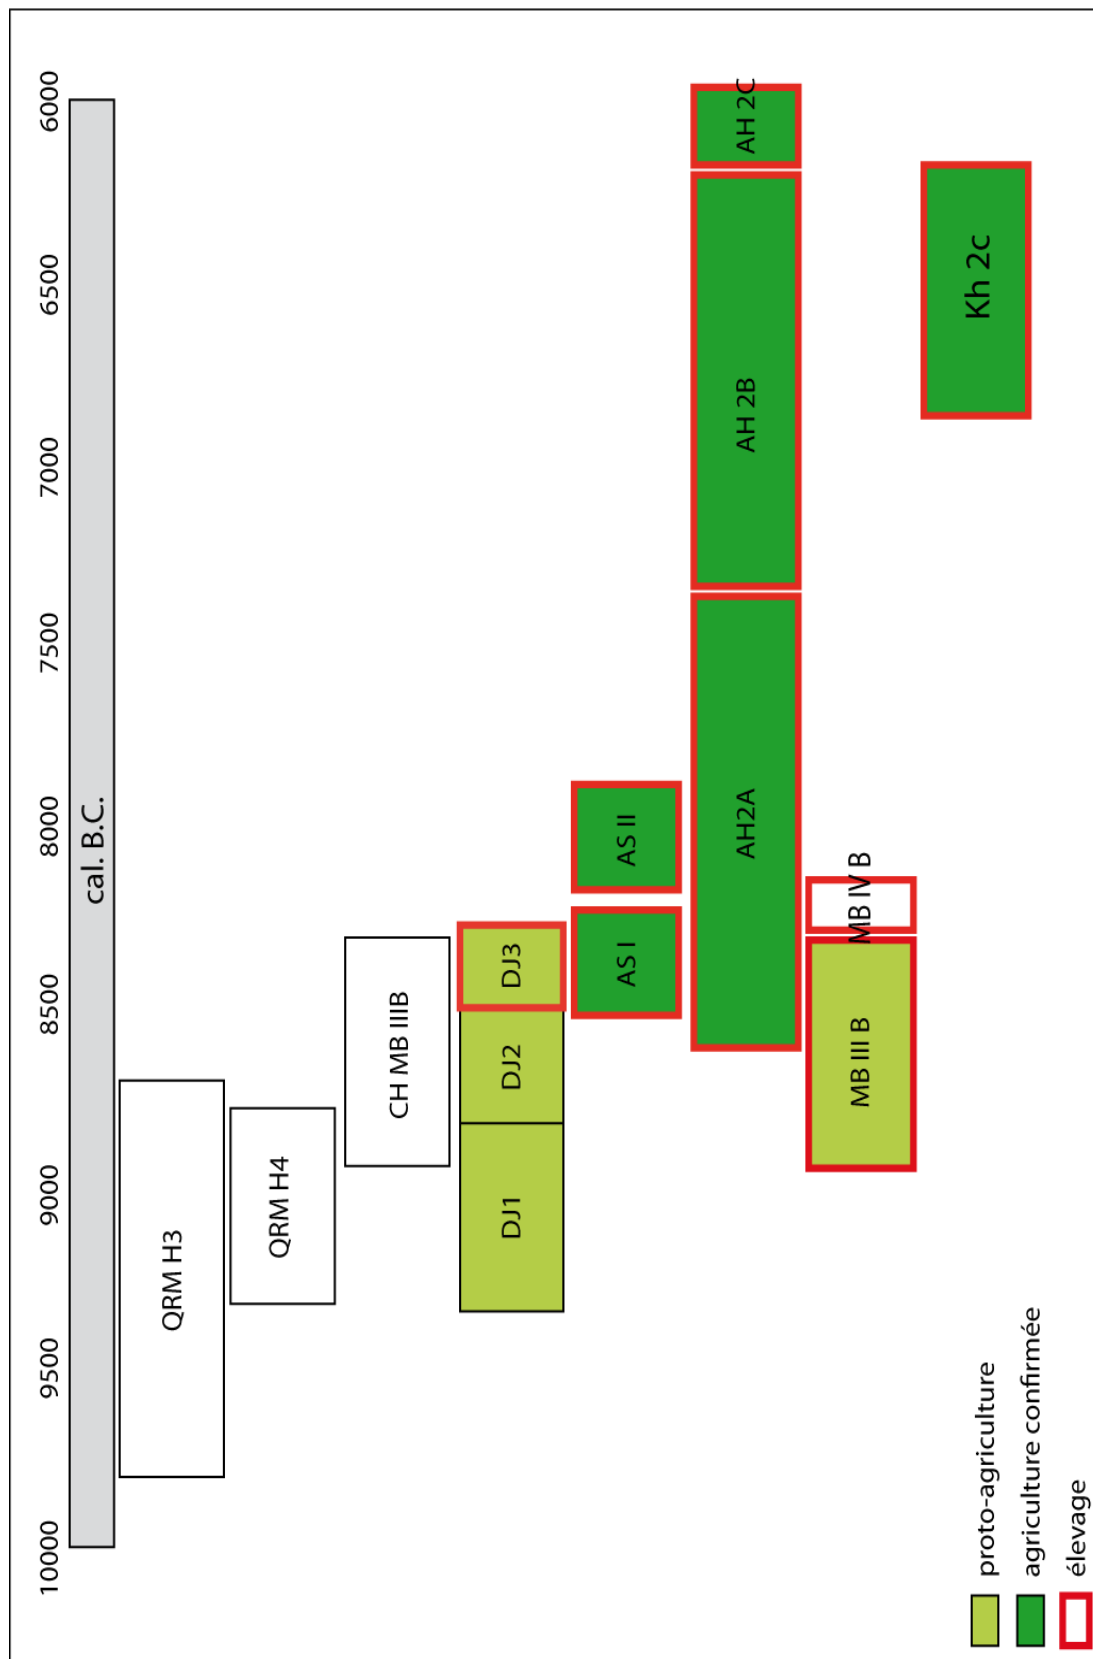 10000
9500
9000
8500
8000
7500
7000
6500
6000
cal. B.C.
QRM H3
QRM H4
CH MB IIIB
DJ1
DJ2
DJ3
AS I
AS II
AH2A
AH 2B
AH 2C
MB III B
MB IV B
Kh 2c
proto-agriculture
agriculture confirmée
élevage